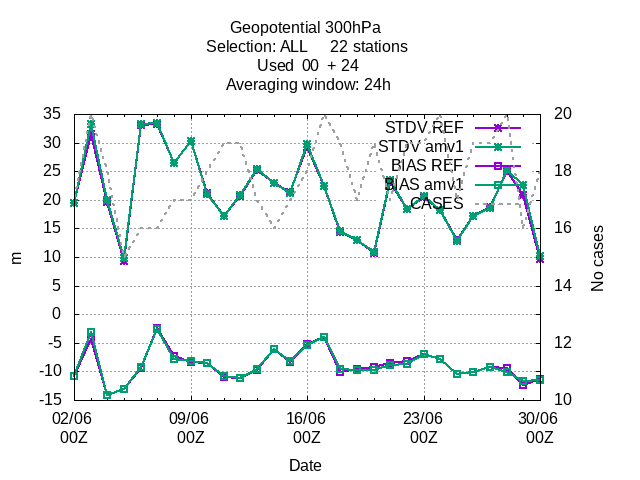 Geopotential 300hPa
Selection: ALL     22 stations
Used  00  + 24
Averaging window: 24h
35
30
25
20
15
10
5
0
-5
-10
-15
m
20
18
16
14
12
10
No cases
STDV REF
STDV amv1
BIAS REF
BIAS amv1
CASES
02/06 09/06 16/06 23/06 30/06
00Z 00Z 00Z 00Z 00Z
Date